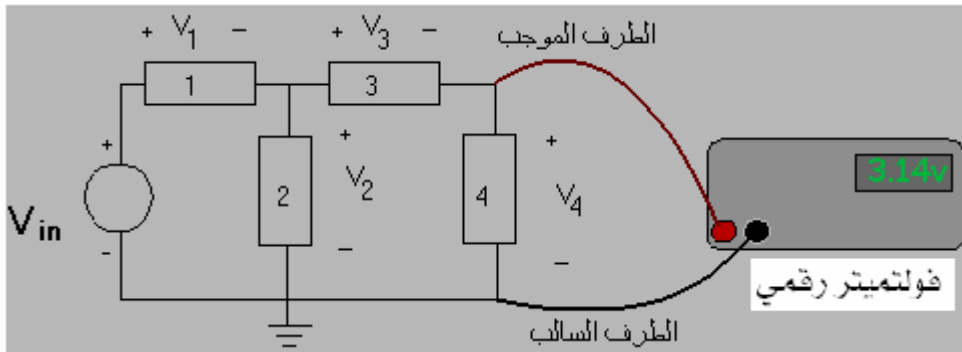 + V1 −
+ V3 −
الطرف الموجب
1
3
+
3.14v
+
V2
−
+
V4
−
2
4
Vin
-
فولتميتر رقمي
الطرف السالب